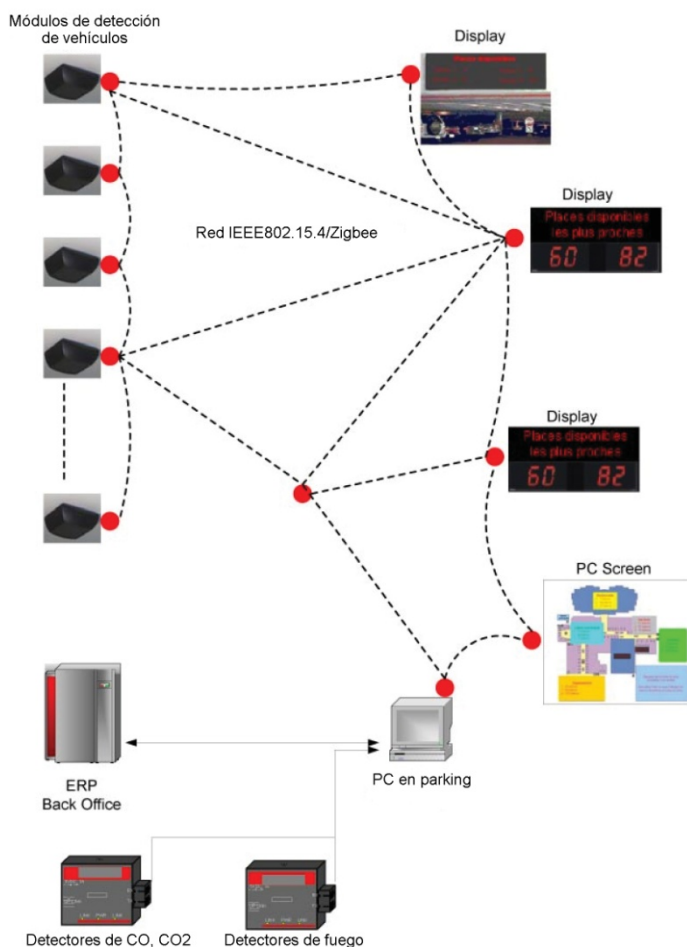 Módulos de detección
de vehículos
Display
Display
Places disponibles
les plus proches
60 82
Red IEEE802.15.4/Zigbee
Display
Places disponibles
les plus proches
60 82
PC Screen
PC en parking
ERP
Back Office
Detectores de CO, CO2
Detectores de fuego